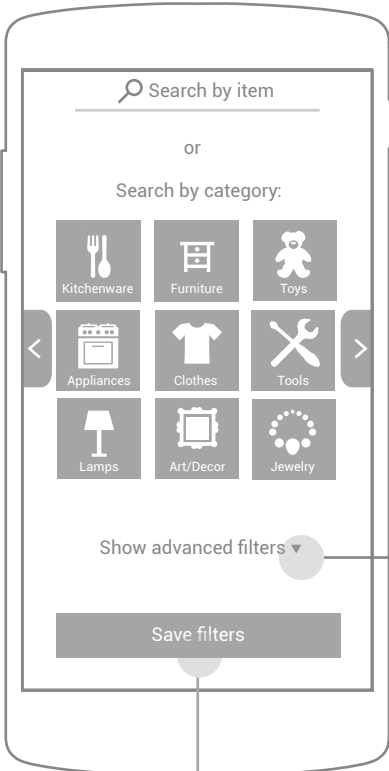 Search by item
or
Search by category:
Kitchenware Furniture Toys
Appliances Clothes Tools
Lamps Art/Decor Jewelry
Show advanced filters
Save filters